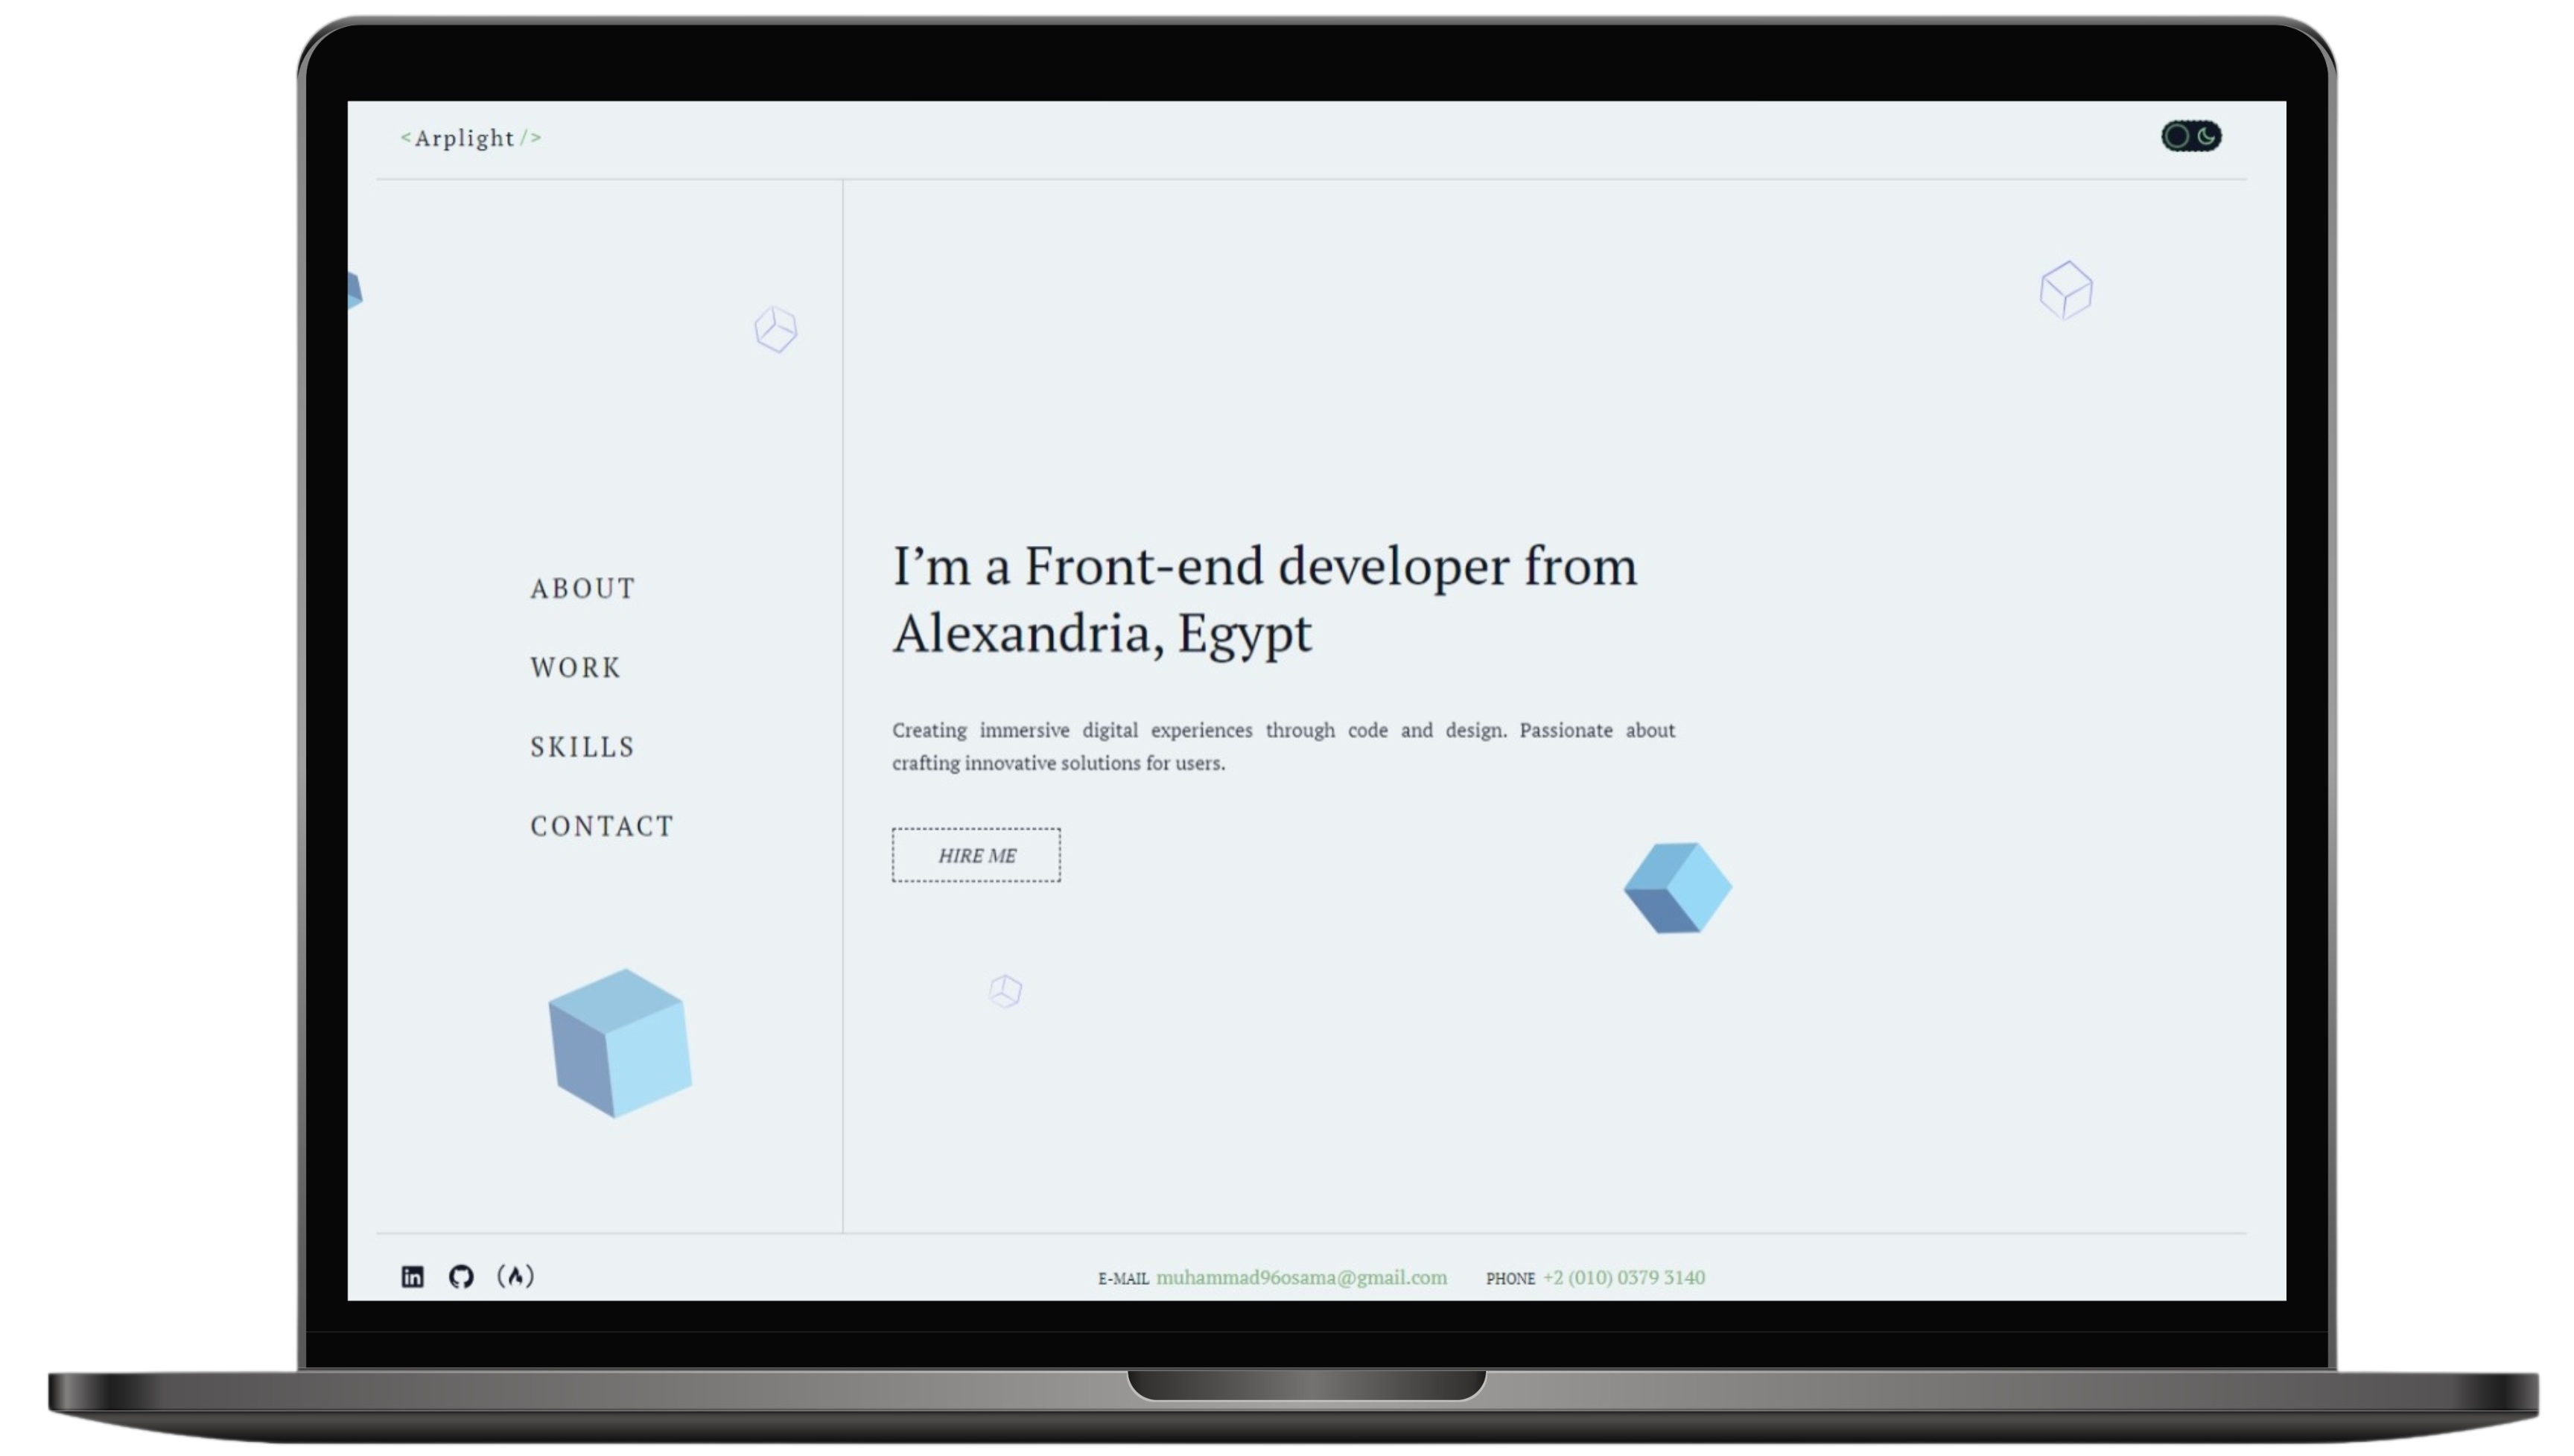 <Arplight/>
ABOUT
WORK
SKILLS
CONTACT
I’m a Front-end developer from
Alexandria, Egypt
Creating immersive digital experiences through code and design. Passionate about
crafting innovative solutions for users.
HIRE ME
in
E-MAIL muhammad96osama@gmail.com PHONE +2 (010) 0379 3140